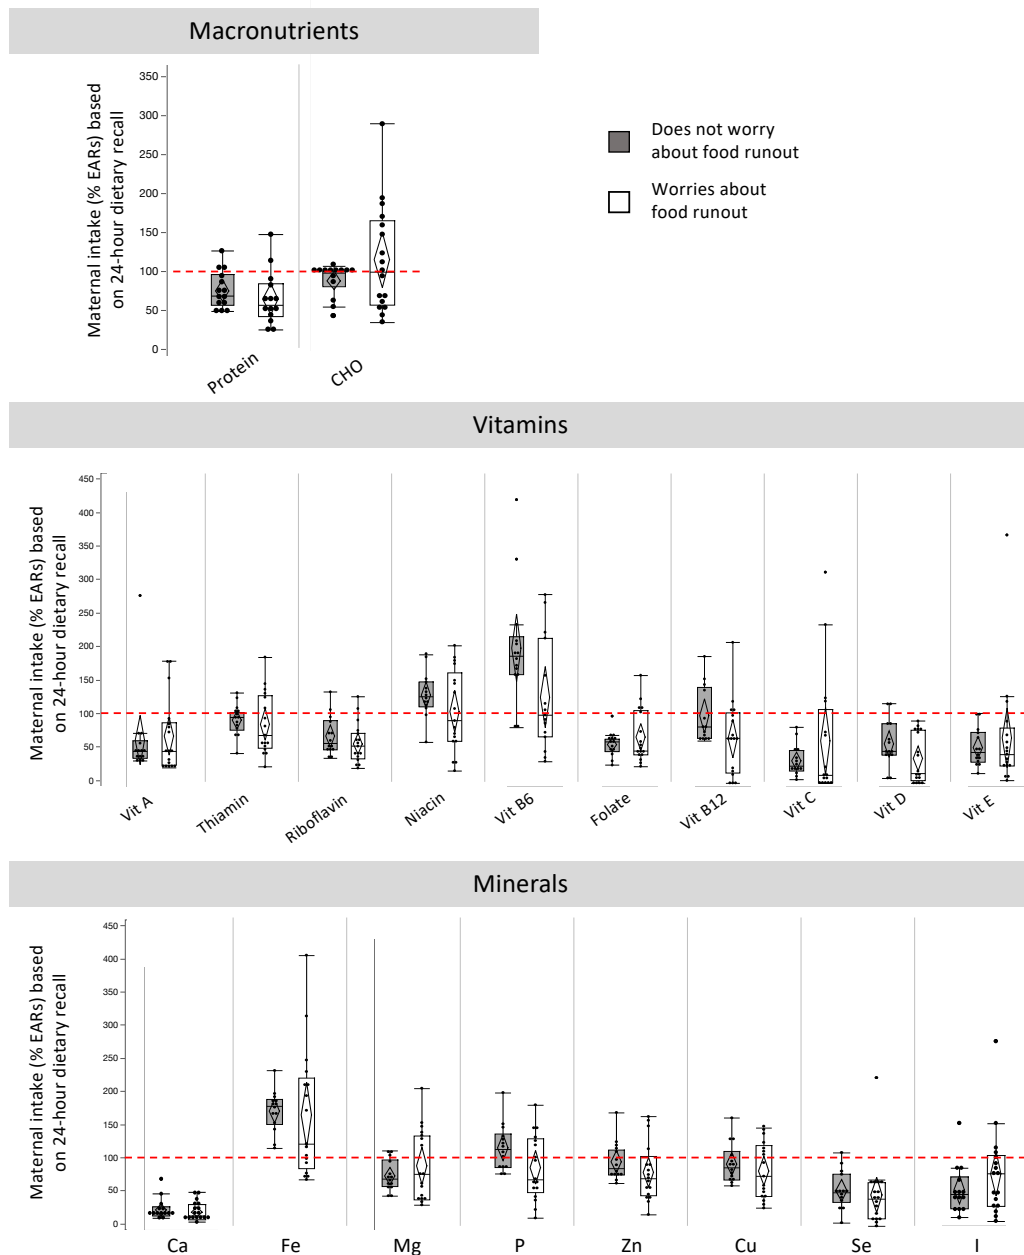 Macronutrients
Maternal intake (% EARs) based
on 24-hour dietary recall
350
300
250
200
150
100
50
0
Protein
CHO
Does not worry
about food runout
Worries about
food runout
Vitamins
Maternal intake (% EARs) based
on 24-hour dietary recall
450
400
350
300
250
200
150
100
50
0
Vit A
Thiamin
Riboflavin
Niacin
Vit B6
Folate
Vit B12
Vit C
Vit D
Vit E
Minerals
Maternal intake (% EARs) based
on 24-hour dietary recall
450
400
350
300
250
200
150
100
50
0
Ca
Fe
Mg
P
Zn
Cu
Se
I